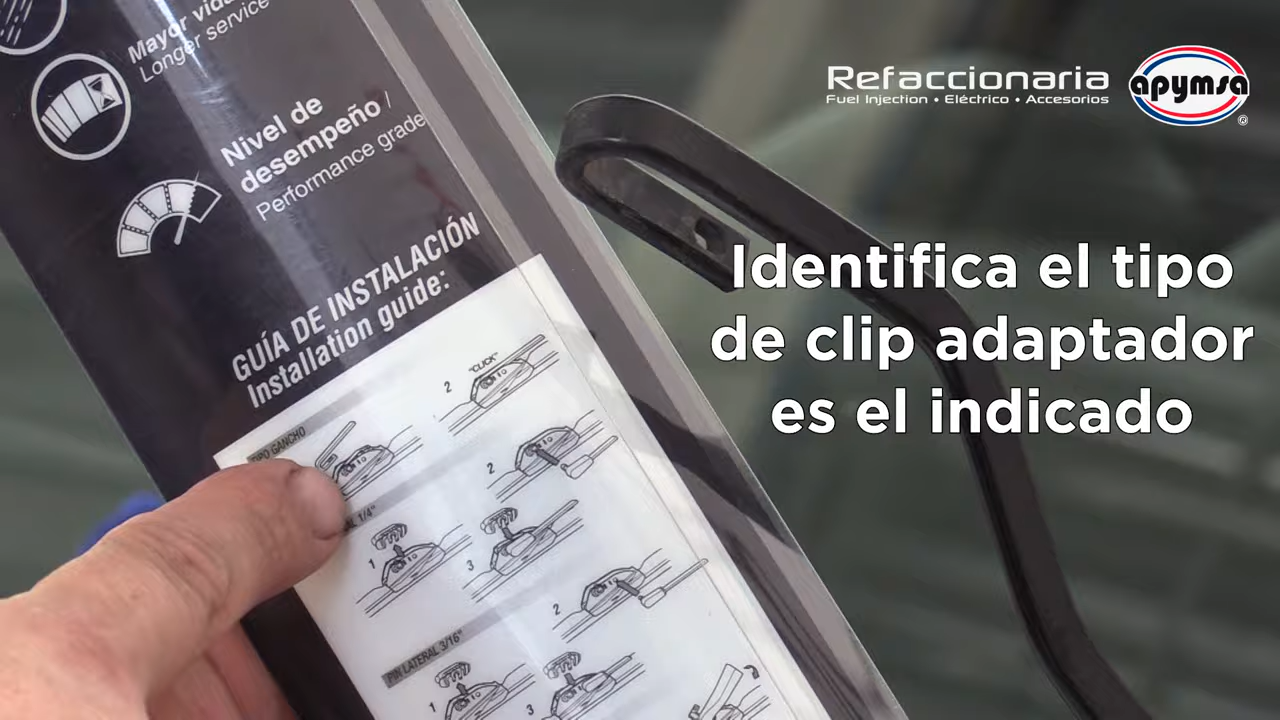 Mayor vida
Longer service
Nivel de
desempeño /
Performance grade
GUÍA DE INSTALACIÓN
Installation guide:
TIPO GANCHO
2
"CLICK"
2
AL 1/4"
1
3
2
PIN LATERAL 3/16"
1
3
Refaccionaria
Fuel Injection • Eléctrico • Accesorios
apymsa
®
Identifica el tipo
de clip adaptador
es el indicado